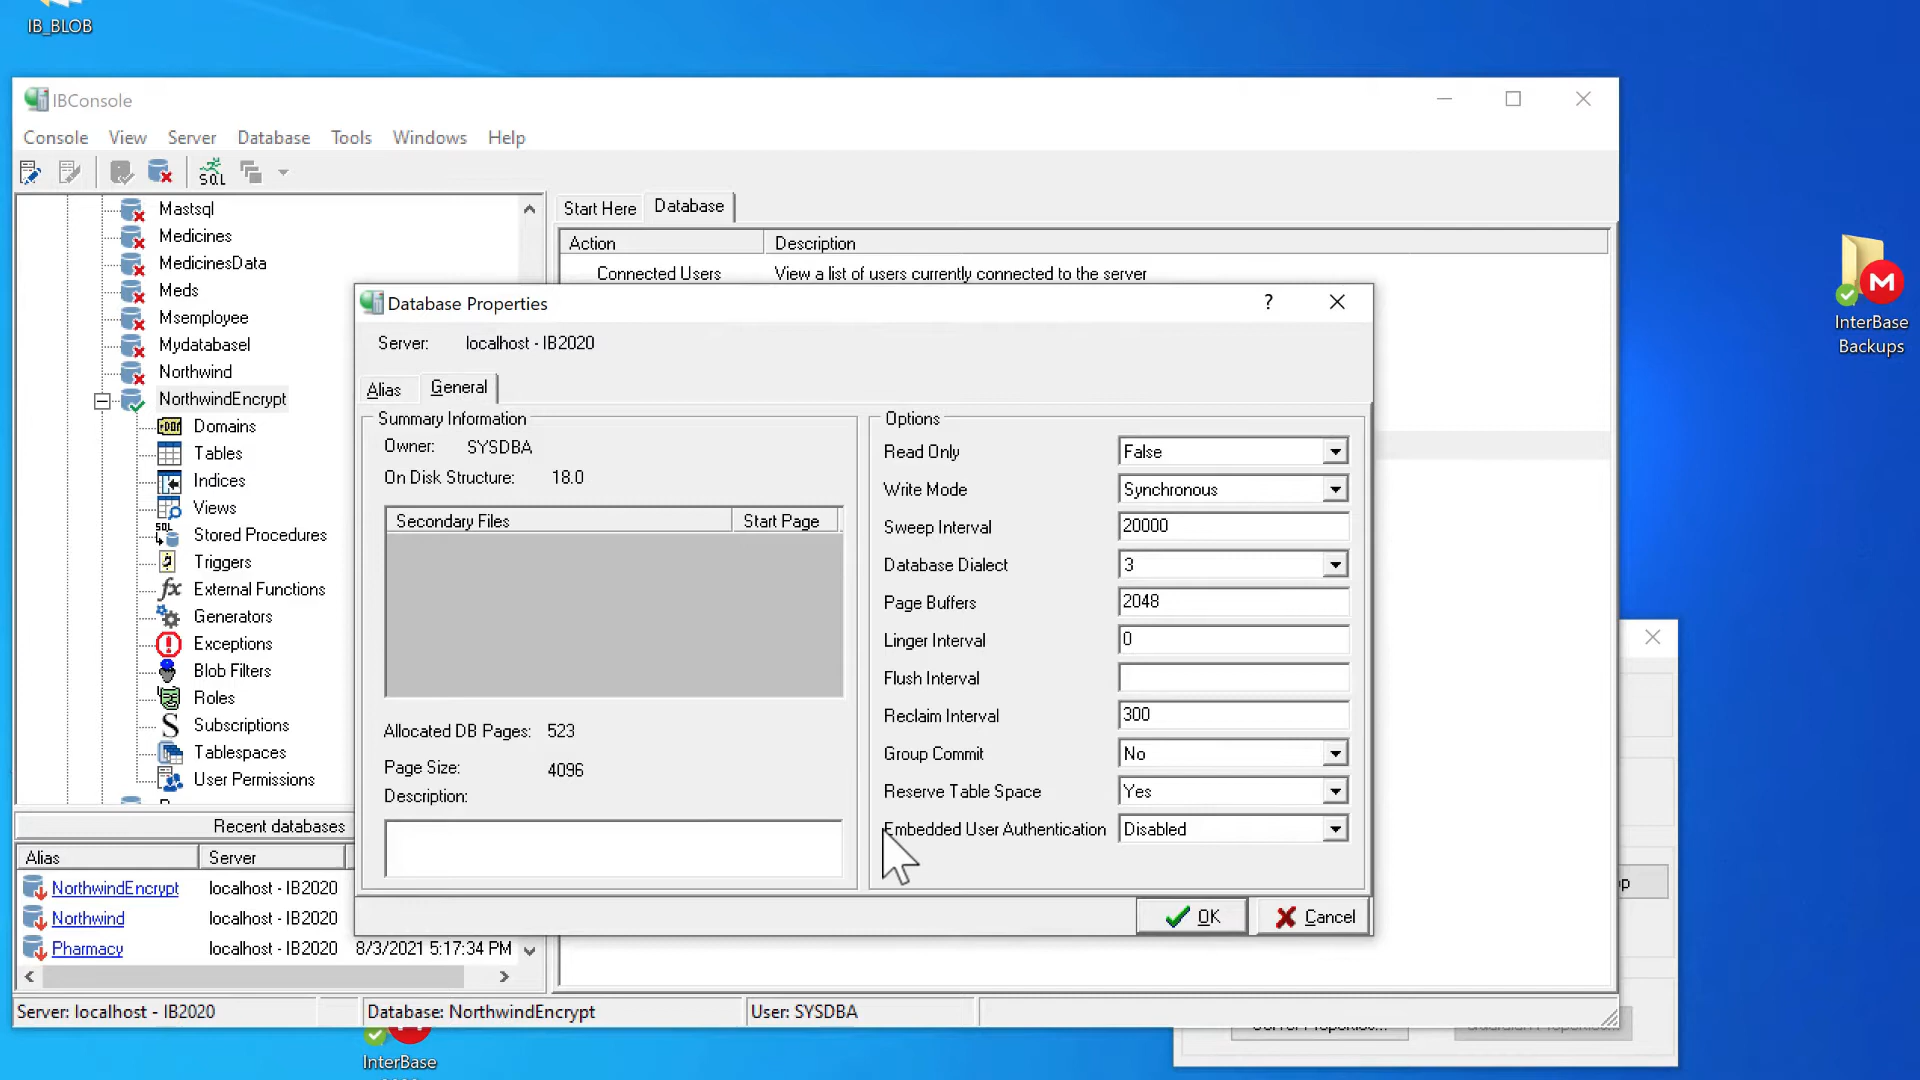 IB_BLOB
IBConsole
Console View Server Database Tools Windows Help
SQL
Mastsql
Medicines
MedicinesData
Meds
Msemployee
Mydatabasel
Northwind
NorthwindEncrypt
Domains
Tables
Indices
Views
Stored Procedures
Triggers
External Functions
Generators
Exceptions
Blob Filters
Roles
Subscriptions
Tablespaces
User Permissions
Start Here Database
Action Description
Connected Users View a list of users currently connected to the server
Database Properties ?
Server: localhost - IB2020
Alias General
Summary Information
Owner: SYSDBA
On Disk Structure: 18.0
Secondary Files Start Page
Allocated DB Pages: 523
Page Size: 4096
Description:
Options
Read Only False
Write Mode Synchronous
Sweep Interval 20000
Database Dialect 3
Page Buffers 2048
Linger Interval 0
Flush Interval
Reclaim Interval 300
Group Commit No
Reserve Table Space Yes
Embedded User Authentication Disabled
OK Cancel
Recent databases
Alias Server
NorthwindEncrypt localhost - IB2020
Northwind localhost - IB2020
Pharmacy localhost - IB2020 8/3/2021 5:17:34 PM
Server: localhost - IB2020 Database: NorthwindEncrypt User: SYSDBA
M
InterBase
Backups
InterBase